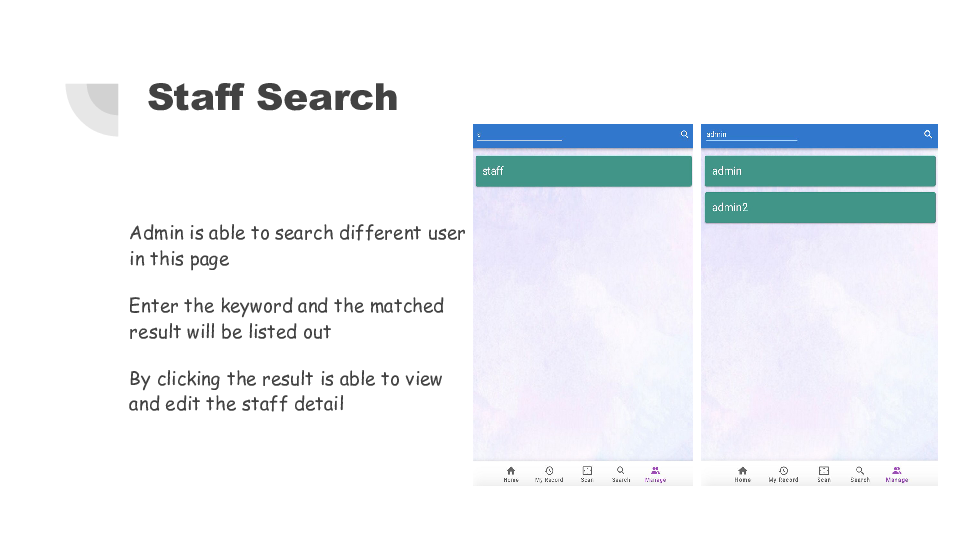 Staff Search
Admin is able to search different user
in this page
Enter the keyword and the matched
result will be listed out
By clicking the result is able to view
and edit the staff detail
s
staff
Home My Record Scan Search Manage
admin
admin
admin2
Home My Record Scan Search Manage